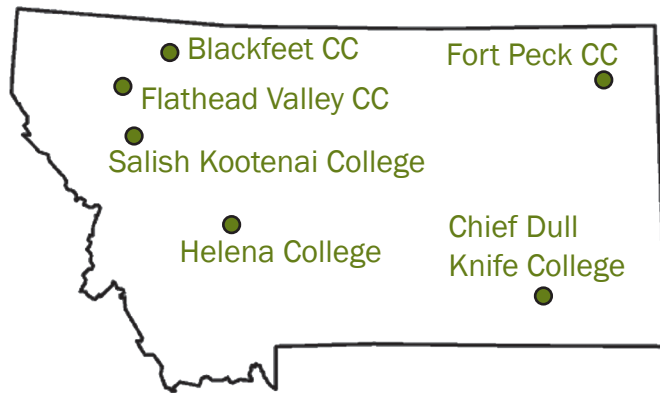 Blackfeet CC
Fort Peck CC
Flathead Valley CC
Salish Kootenai College
Helena College
Chief Dull
Knife College